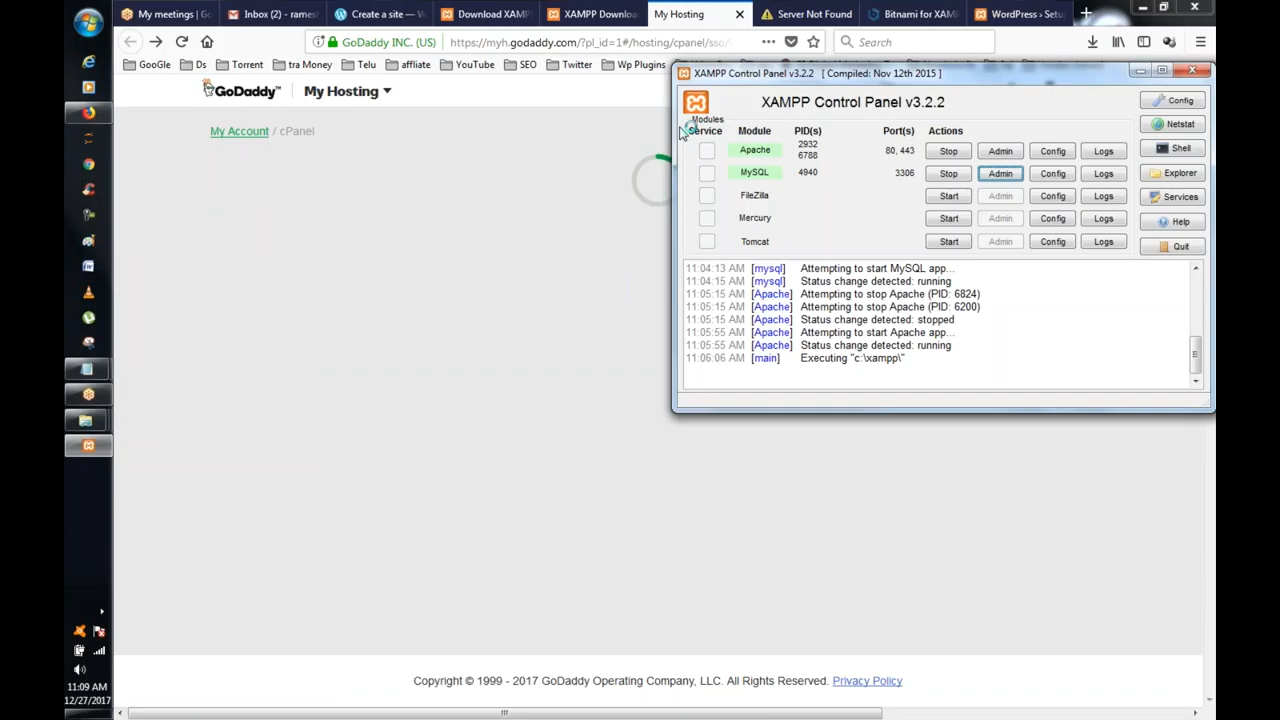 My meetings | G
Inbox (2) - rames
Create a site — W
Download XAMP
XAMPP Downlo
My Hosting
Server Not Found
Bitnami for XAM
WordPress › Setu
GoDaddy INC. (US)
https://myh.godaddy.com/?pl_id=1#/hosting/cpanel/sso/
Search
GooGle
Ds
Torrent
tra Money
Telu
affliate
YouTube
SEO
Twitter
Wp Plugins
GoDaddy
My Hosting
My Account / cPanel
XAMPP Control Panel v3.2.2 [ Compiled: Nov 12th 2015 ]
XAMPP Control Panel v3.2.2
Config
Modules
Service Module PID(s) Port(s) Actions
Netstat
Apache 2932 6788 80, 443 Stop Admin Config Logs
Shell
MySQL 4940 3306 Stop Admin Config Logs
Explorer
FileZilla Start Admin Config Logs
Services
Mercury Start Admin Config Logs
Help
Tomcat Start Admin Config Logs
Quit
11:04:13 AM [mysql] Attempting to start MySQL app...
11:04:15 AM [mysql] Status change detected: running
11:05:15 AM [Apache] Attempting to stop Apache (PID: 6824)
11:05:15 AM [Apache] Attempting to stop Apache (PID: 6200)
11:05:15 AM [Apache] Status change detected: stopped
11:05:55 AM [Apache] Attempting to start Apache app...
11:05:55 AM [Apache] Status change detected: running
11:06:06 AM [main] Executing "c:\xampp\"
Copyright © 1999 - 2017 GoDaddy Operating Company, LLC. All Rights Reserved. Privacy Policy
11:09 AM
12/27/2017